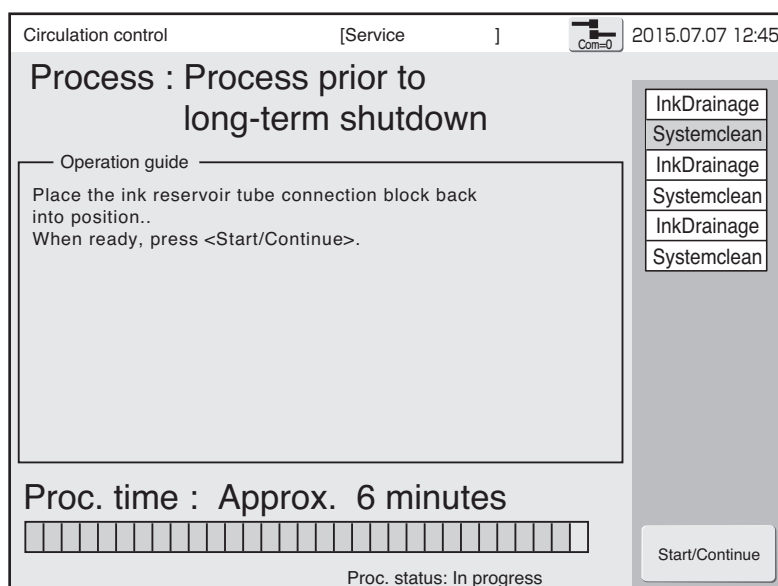 Circulation control [Service ] Com=0 2015.07.07 12:45
Process : Process prior to
long-term shutdown
Operation guide
Place the ink reservoir tube connection block back
into position..
When ready, press <Start/Continue>.
InkDrainage
Systemclean
InkDrainage
Systemclean
InkDrainage
Systemclean
Proc. time : Approx. 6 minutes
Proc. status: In progress
Start/Continue